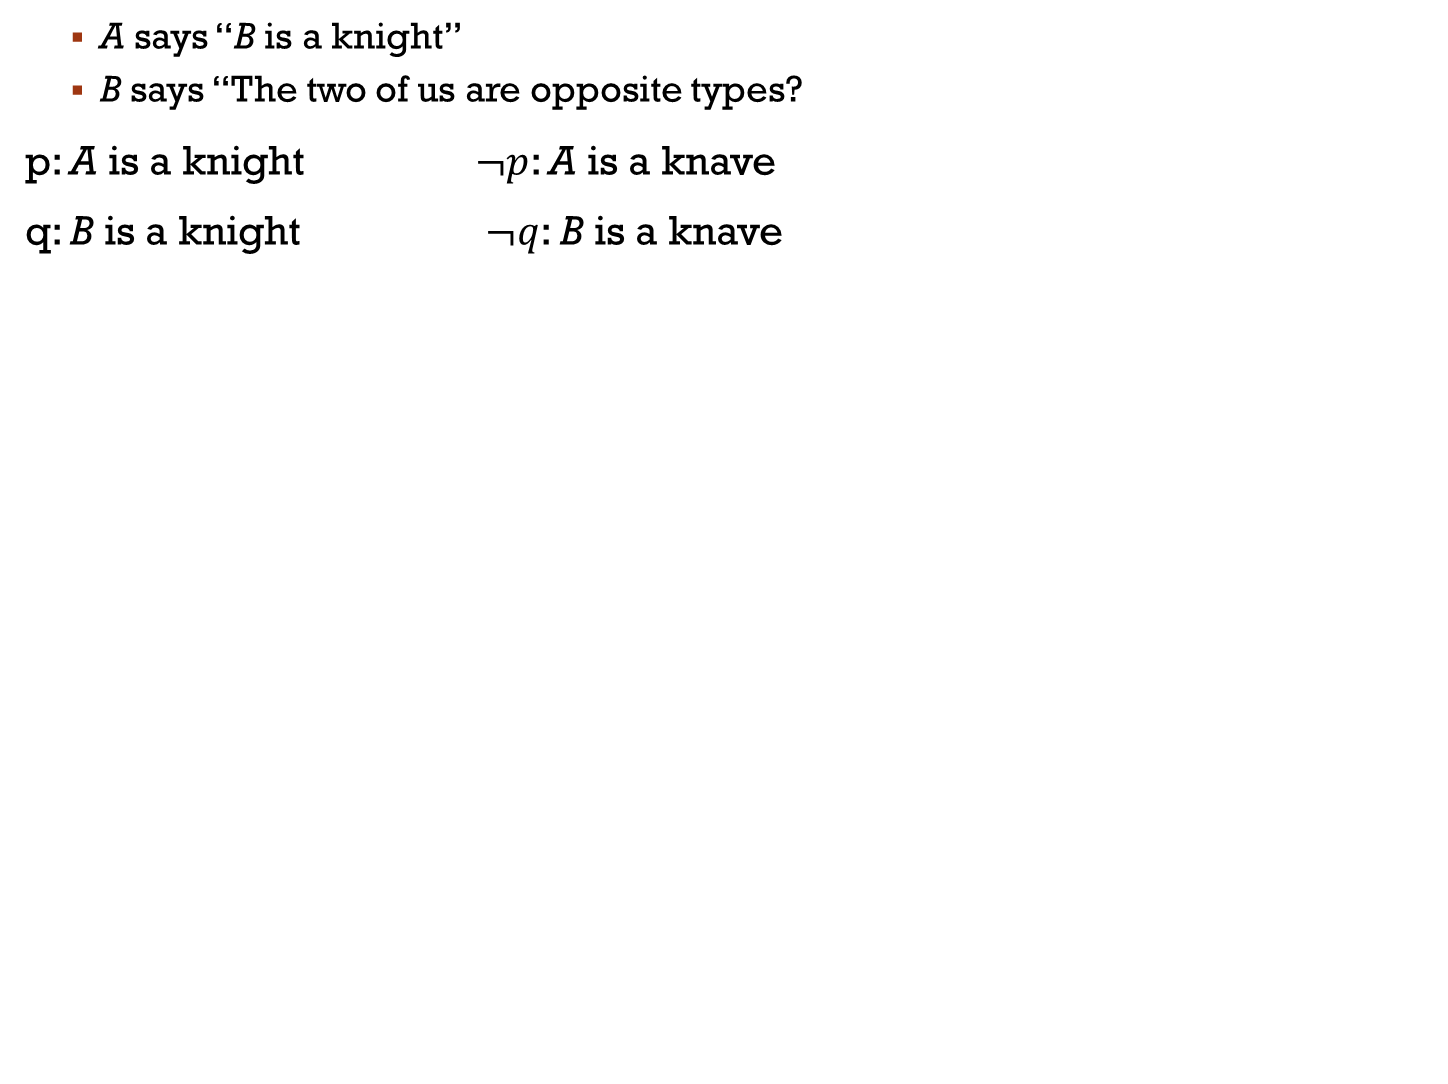 ▪ A says “B is a knight”
▪ B says “The two of us are opposite types?
p: A is a knight ¬p: A is a knave
q: B is a knight ¬q: B is a knave